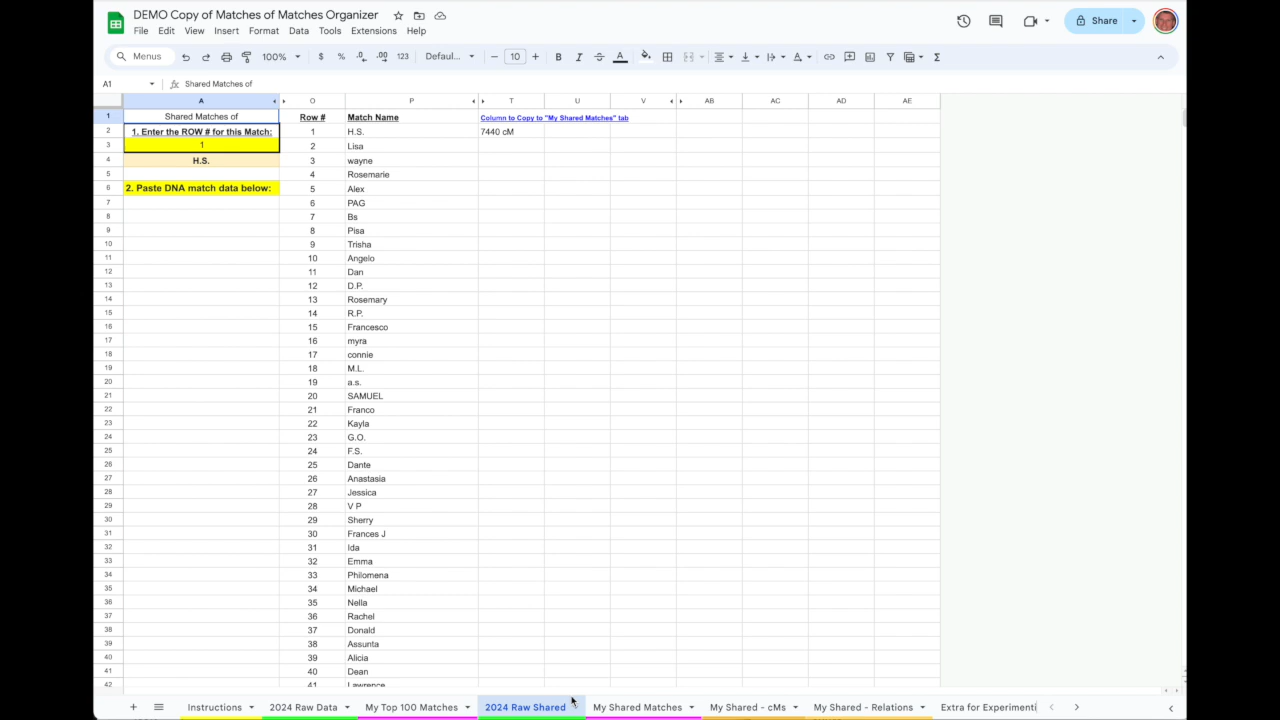 DEMO Copy of Matches of Matches Organizer
File Edit View Insert Format Data Tools Extensions Help
Share
Menus 100% $ % .0 .00 123 Defaul... 10 B I A Σ
A1 fx Shared Matches of
A O P T U V AB AC AD AE
1 Shared Matches of Row # Match Name Column to Copy to "My Shared Matches" tab
2 1. Enter the ROW # for this Match: 1 H.S. 7440 cM
3 1 2 Lisa
4 H.S. 3 wayne
5 4 Rosemarie
6 2. Paste DNA match data below: 5 Alex
7 6 PAG
8 7 Bs
9 8 Pisa
10 9 Trisha
11 10 Angelo
12 11 Dan
13 12 D.P.
14 13 Rosemary
15 14 R.P.
16 15 Francesco
17 16 myra
18 17 connie
19 18 M.L.
20 19 a.s.
21 20 SAMUEL
22 21 Franco
23 22 Kayla
24 23 G.O.
25 24 F.S.
26 25 Dante
27 26 Anastasia
28 27 Jessica
29 28 V P
30 29 Sherry
31 30 Frances J
32 31 Ida
33 32 Emma
34 33 Philomena
35 34 Michael
36 35 Nella
37 36 Rachel
38 37 Donald
39 38 Assunta
40 39 Alicia
41 40 Dean
42 41 Lawrence
Instructions 2024 Raw Data My Top 100 Matches 2024 Raw Shared My Shared Matches My Shared - cMs My Shared - Relations Extra for Experimenti